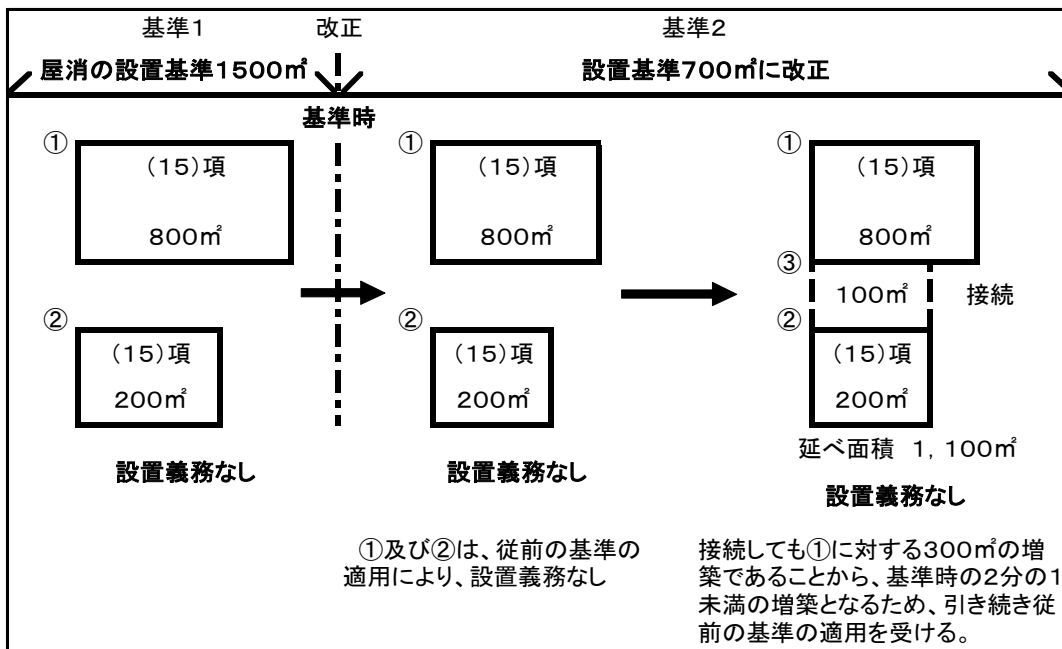 基準1 改正 基準2
屋消の設置基準1500㎡ 設置基準700㎡に改正
基準時
①
(15)項
800㎡
②
(15)項
200㎡
設置義務なし
①
(15)項
800㎡
②
(15)項
200㎡
設置義務なし
①及び②は、従前の基準の
適用により、設置義務なし
①
(15)項
800㎡
③
100㎡ 接続
②
(15)項
200㎡
延べ面積 1,100㎡
設置義務なし
接続しても①に対する300㎡の増
築であることから、基準時の2分の1
未満の増築となるため、引き続き従
前の基準の適用を受ける。